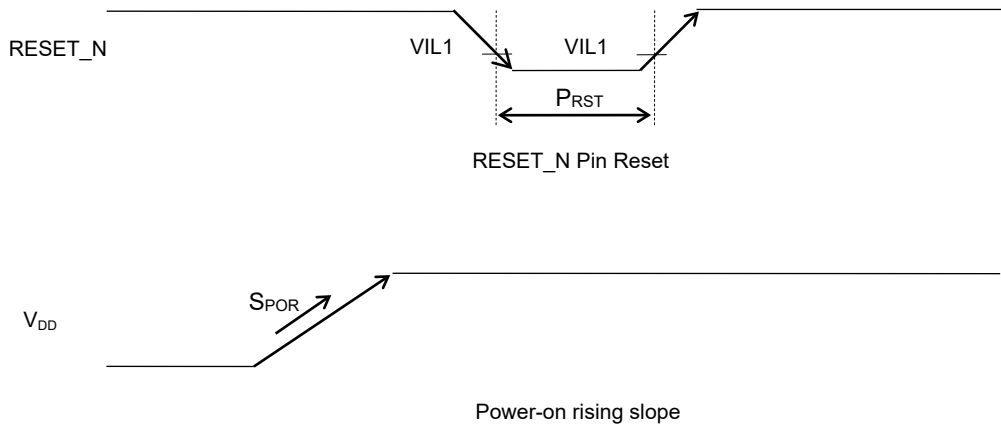 RESET_N
VIL1
VIL1
PRST
RESET_N Pin Reset
SPOR
VDD
Power-on rising slope